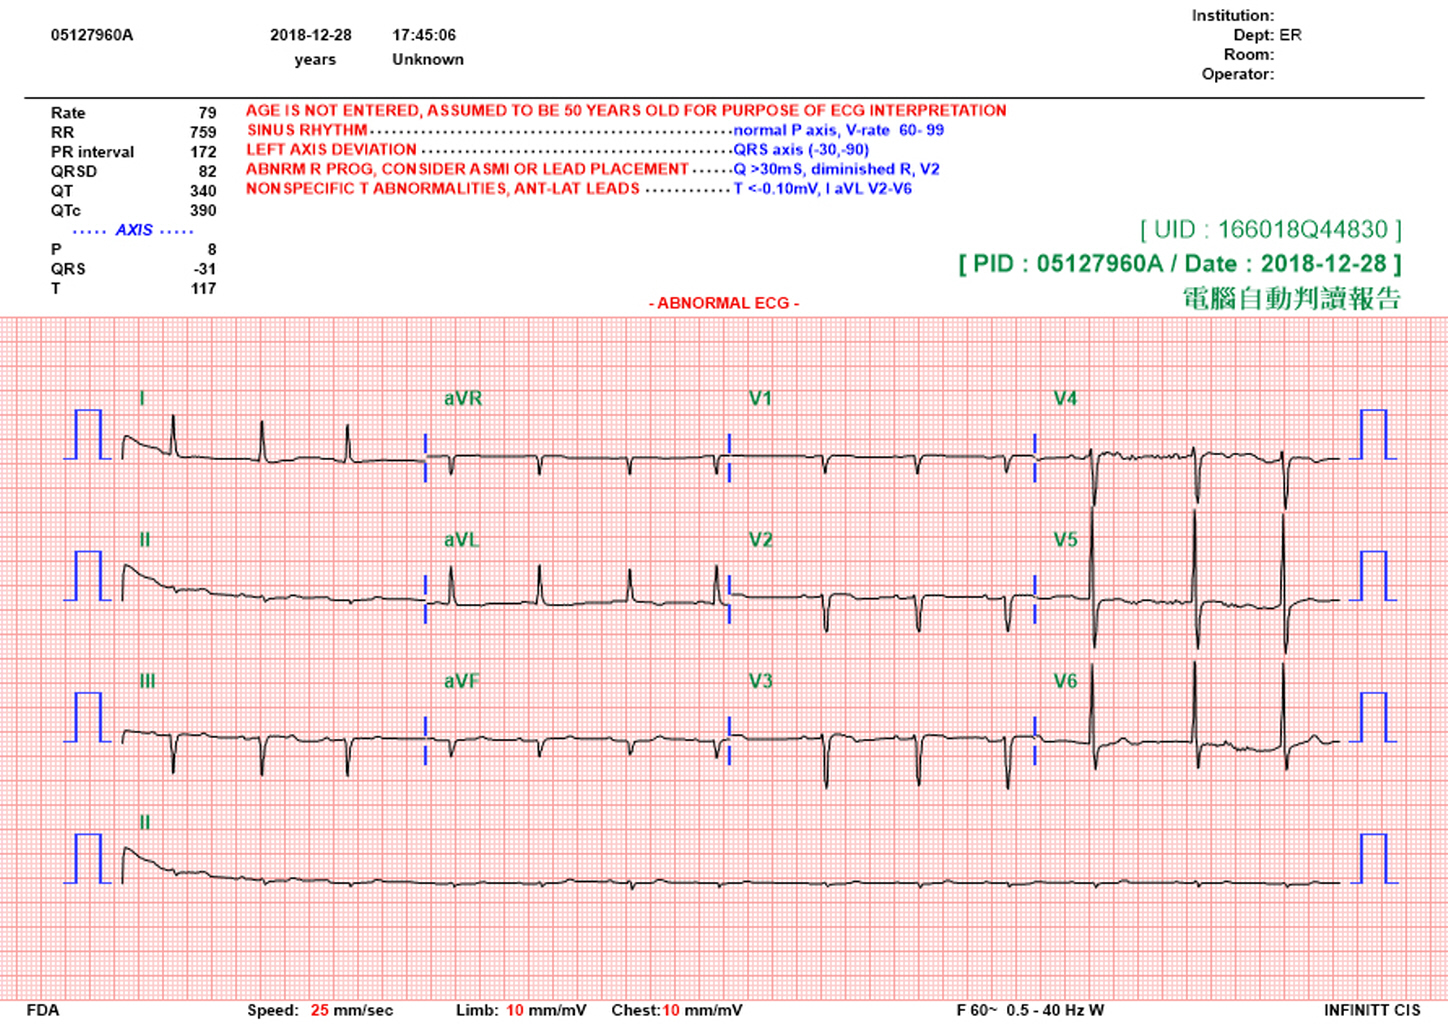 Institution:
05127960A 2018-12-28 17:45:06 Dept: ER
years Unknown Room:
Operator:
Rate 79 AGE IS NOT ENTERED, ASSUMED TO BE 50 YEARS OLD FOR PURPOSE OF ECG INTERPRETATION
RR 759 SINUS RHYTHM normal P axis, V-rate 60- 99
PR interval 172 LEFT AXIS DEVIATION QRS axis (-30,-90)
QRSD 82 ABNRM R PROG, CONSIDER ASMI OR LEAD PLACEMENT Q >30mS, diminished R, V2
QT 340 NONSPECIFIC T ABNORMALITIES, ANT-LAT LEADS T <-0.10mV, I aVL V2-V6
QTc 390
AXIS
P 8
QRS -31
T 117
[ UID : 166018Q44830 ]
[ PID : 05127960A / Date : 2018-12-28 ]
電腦自動判讀報告
- ABNORMAL ECG -
I aVR V1 V4
II aVL V2 V5
III aVF V3 V6
II
FDA Speed: 25 mm/sec Limb: 10 mm/mV Chest:10 mm/mV F 60~ 0.5 - 40 Hz W INFINITT CIS